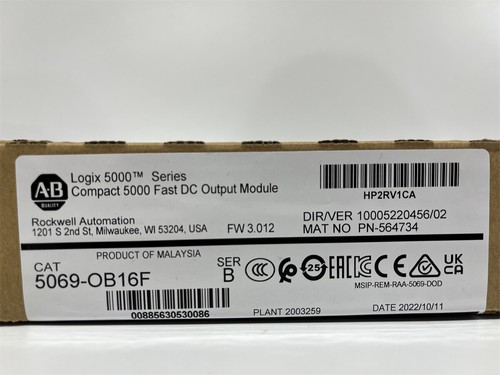 A·B
QUALITY
Logix 5000™ Series
Compact 5000 Fast DC Output Module
HP2RV1CA
Rockwell Automation
1201 S 2nd St, Milwaukee, WI 53204, USA
FW 3.012
DIR/VER 10005220456/02
MAT NO PN-564734
PRODUCT OF MALAYSIA
CAT
5069-OB16F
SER
B
CCC
25
EAC
KC
CE
UK
CA
MSIP-REM-RAA-5069-DOD
00885630530086
PLANT 2003259
DATE 2022/10/11